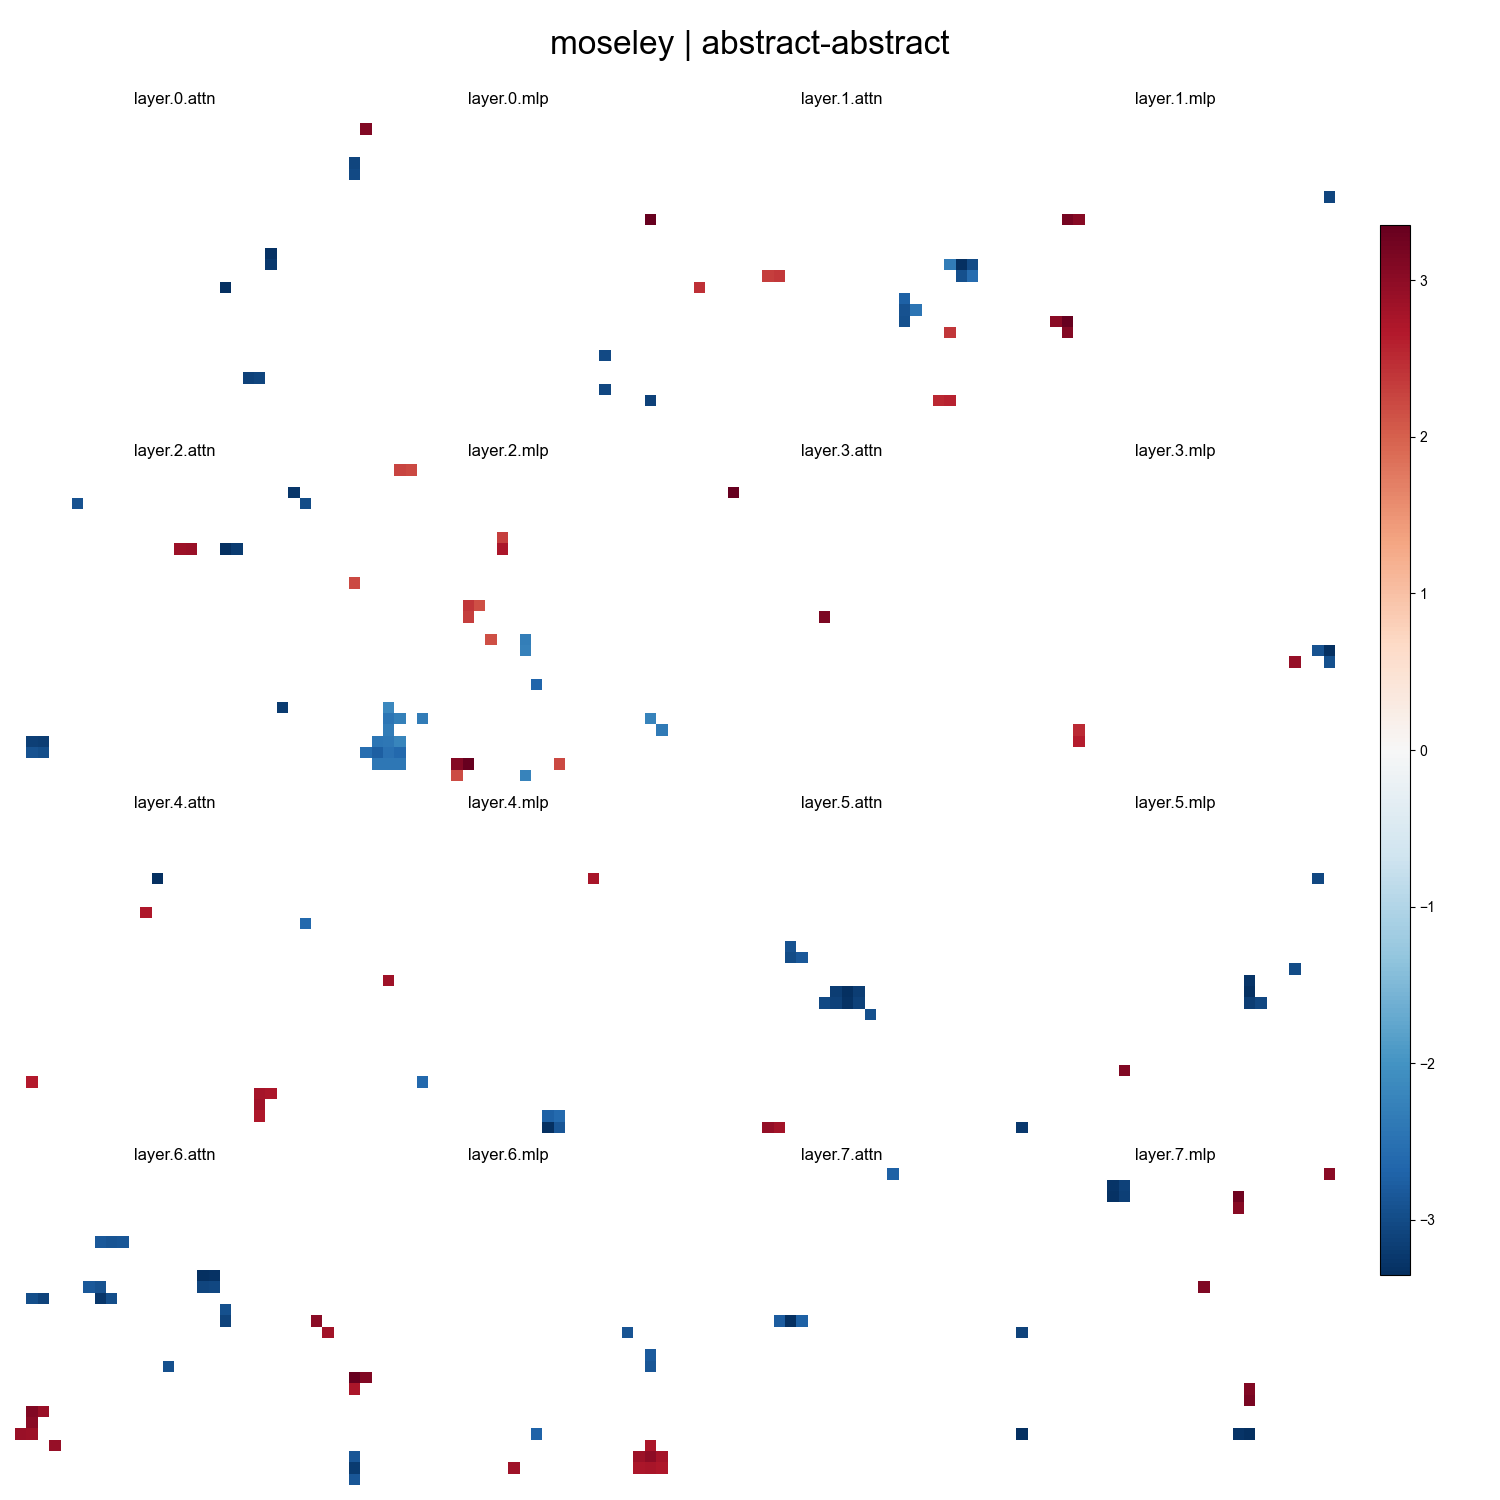 moseley | abstract-abstract
layer.0.attn
layer.0.mlp
layer.1.attn
layer.1.mlp
layer.2.attn
layer.2.mlp
layer.3.attn
layer.3.mlp
layer.4.attn
layer.4.mlp
layer.5.attn
layer.5.mlp
layer.6.attn
layer.6.mlp
layer.7.attn
layer.7.mlp
3
2
1
0
−1
−2
−3